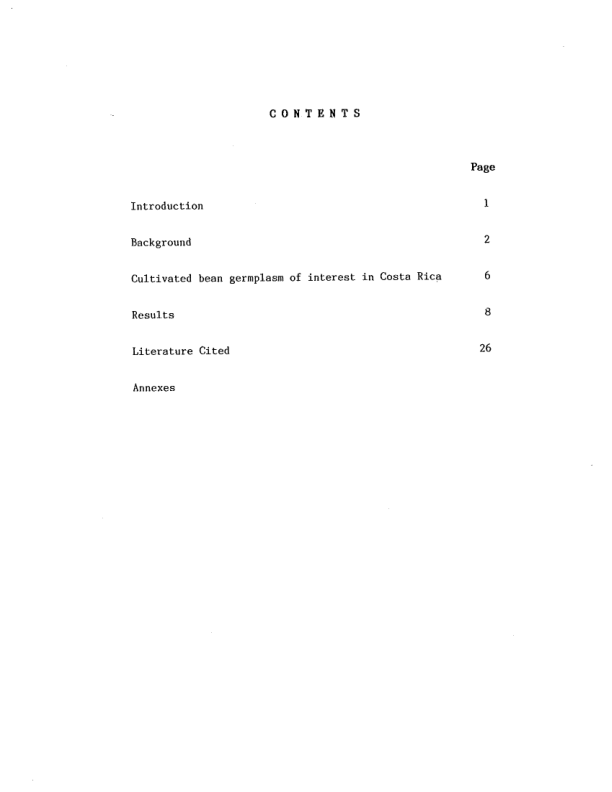 CONTENTS
Page
Introduction 1
Background 2
Cultivated bean germplasm of interest in Costa Rica 6
Results 8
Literature Cited 26
Annexes